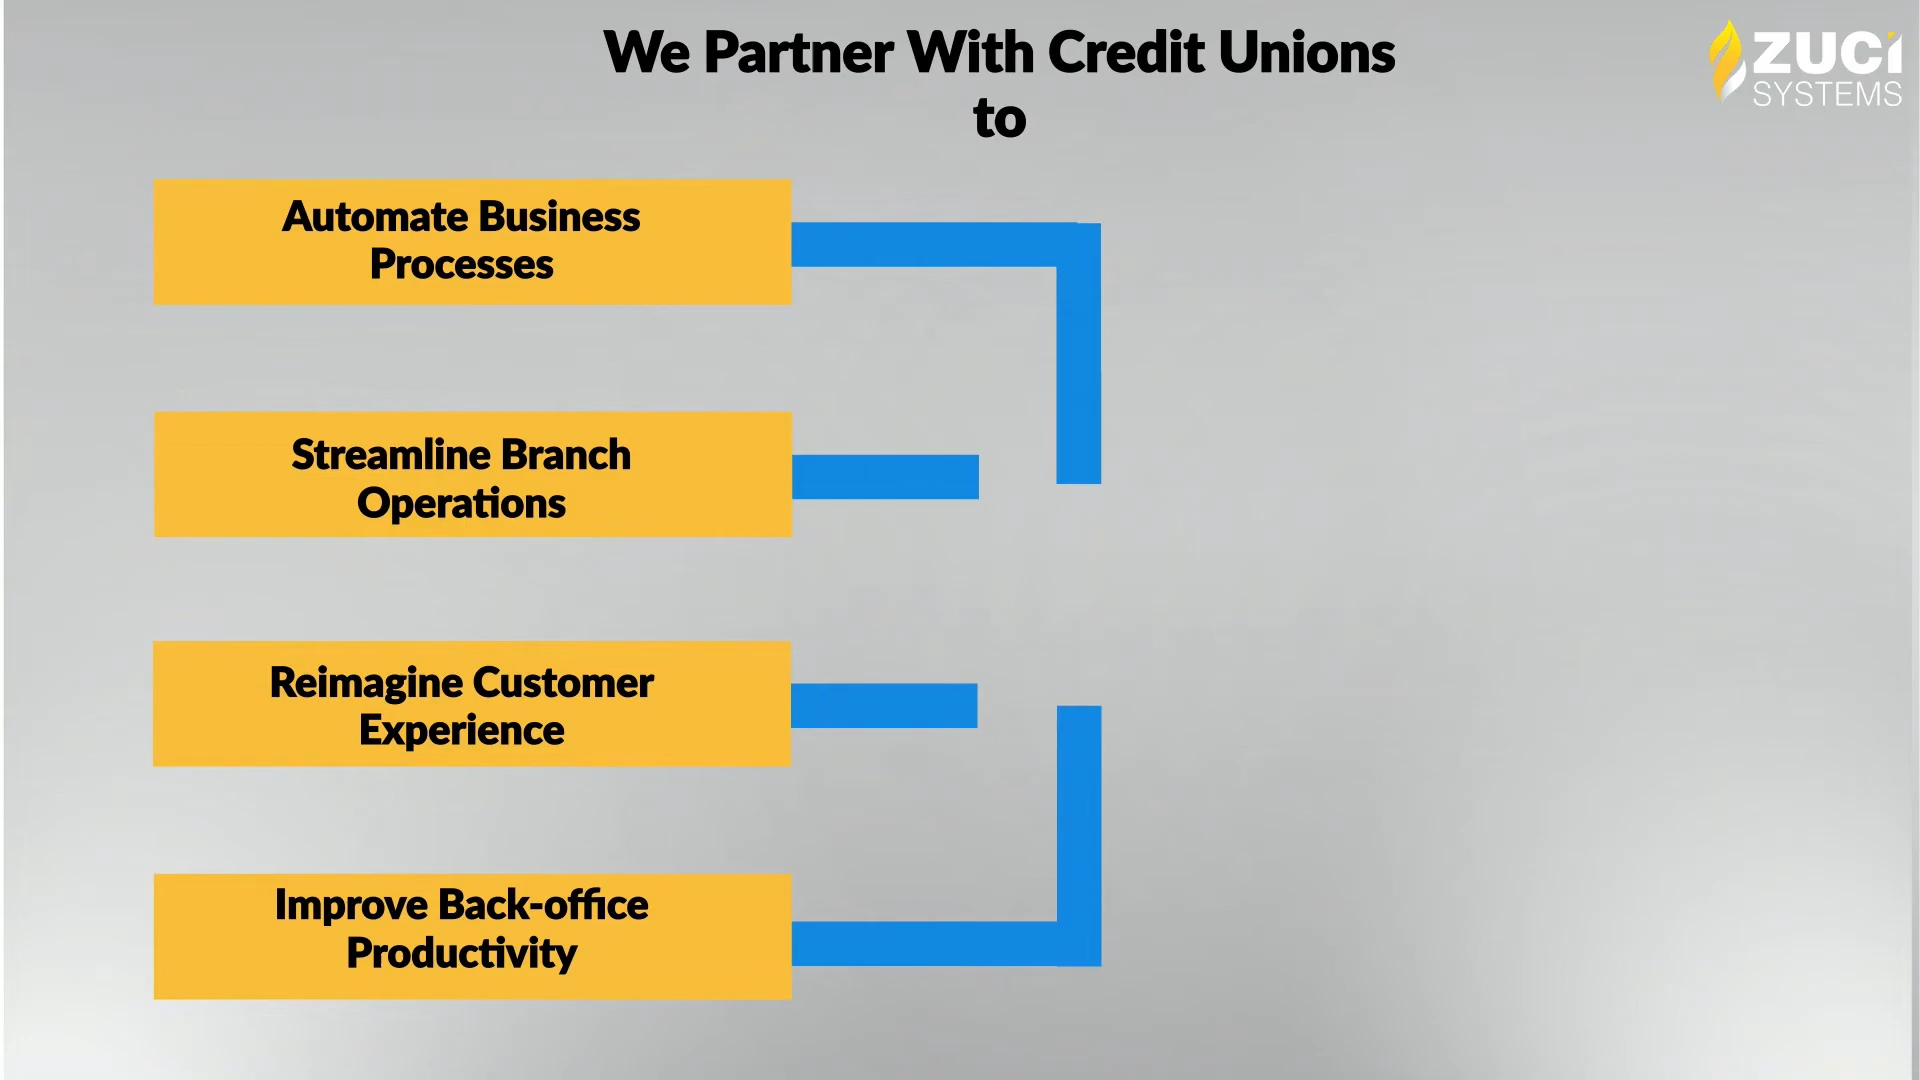 We Partner With Credit Unions
to
ZUCI
SYSTEMS
Automate Business
Processes
Streamline Branch
Operations
Reimagine Customer
Experience
Improve Back-office
Productivity